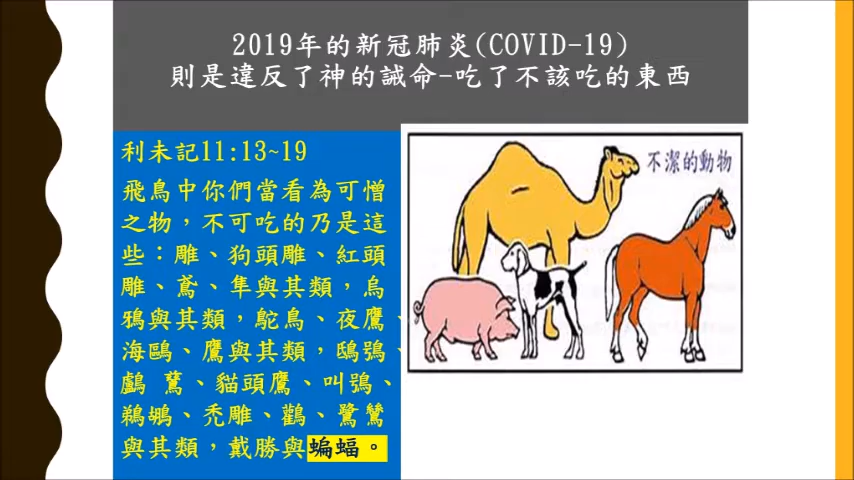 2019年的新冠肺炎(COVID-19)
則是違反了神的誡命-吃了不該吃的東西
利未記11:13~19
飛鳥中你們當看為可憎
之物，不可吃的乃是這
些：雕、狗頭雕、紅頭
雕、鳶、隼與其類，烏
鴉與其類，鴕鳥、夜鷹、
海鷗、鷹與其類，鴟鴞、
鸕 鶿、貓頭鷹、叫鴞、
鵜鶘、禿雕、鸛、鷺鷥
與其類，戴勝與蝙蝠。
不潔的動物